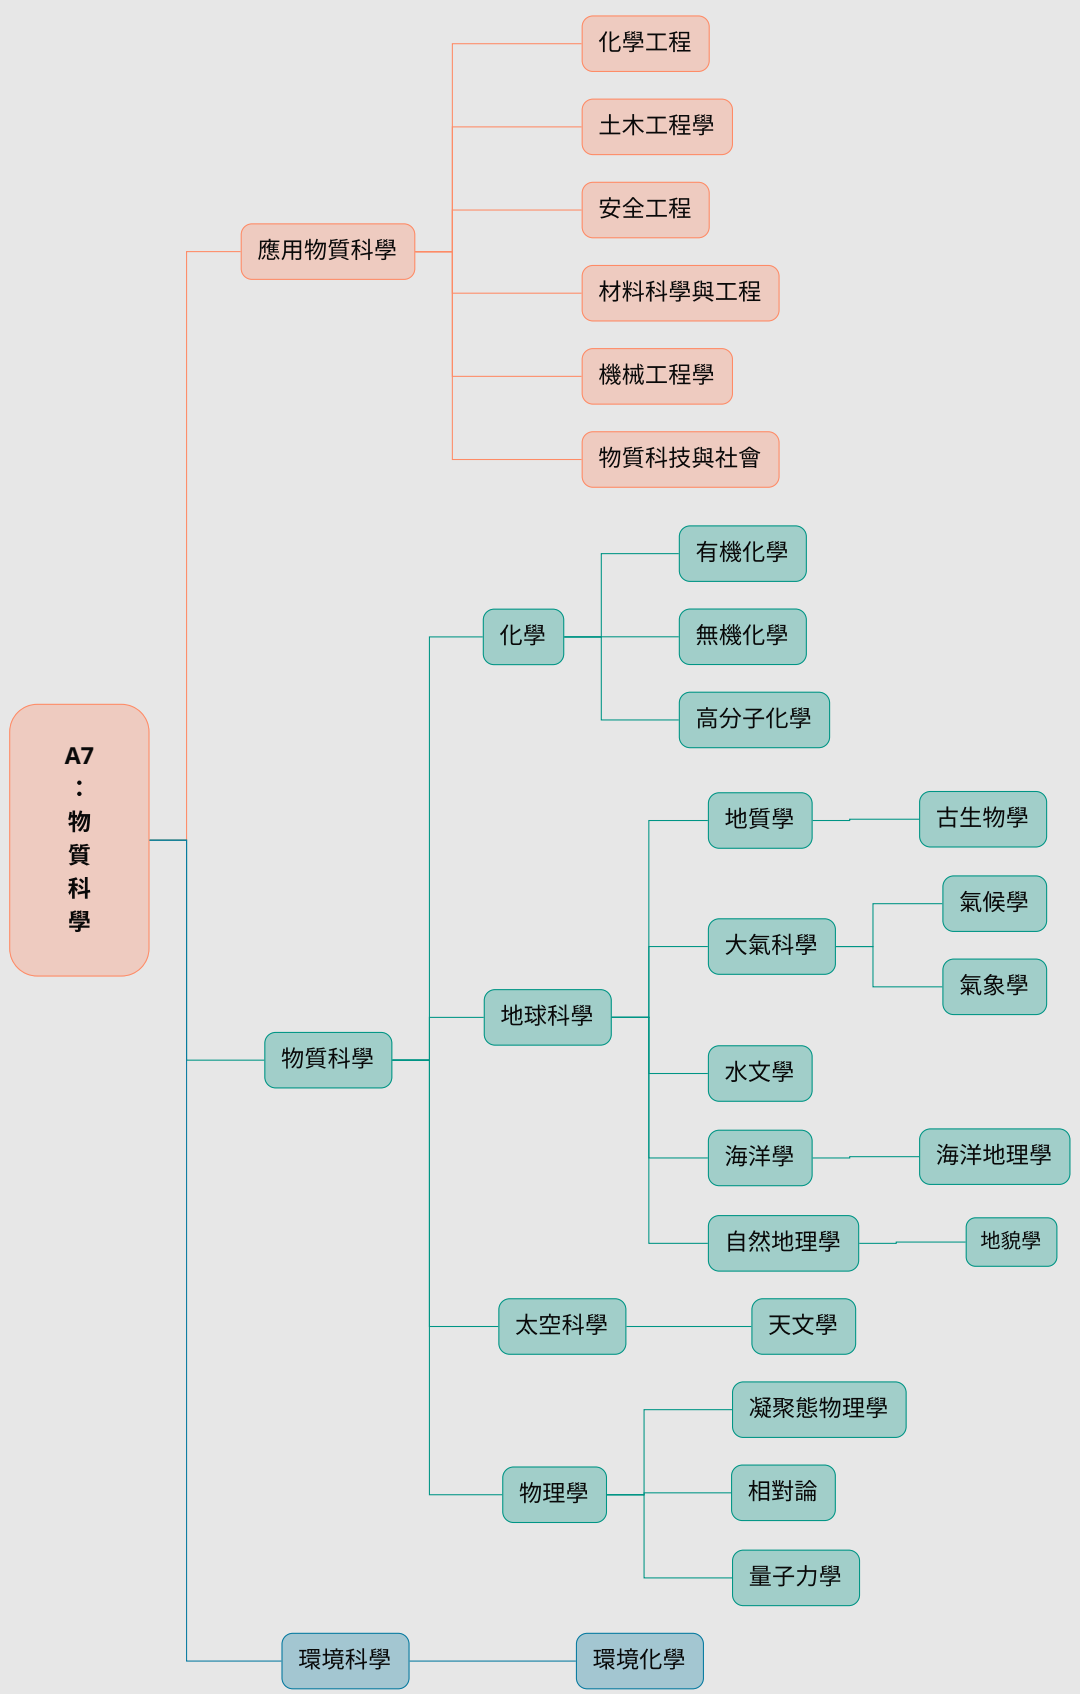 A7
：
物
質
科
學
應用物質科學
化學工程
土木工程學
安全工程
材料科學與工程
機械工程學
物質科技與社會
物質科學
化學
有機化學
無機化學
高分子化學
地球科學
地質學
古生物學
大氣科學
氣候學
氣象學
水文學
海洋學
海洋地理學
自然地理學
地貌學
太空科學
天文學
物理學
凝聚態物理學
相對論
量子力學
環境科學
環境化學